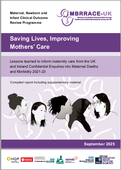 Maternal, Newborn and
Infant Clinical Outcome
Review Programme
MBRRACE-UK
Saving Lives, Improving
Mothers' Care
Lessons learned to inform maternity care from the UK
and Ireland Confidential Enquiries into Maternal Deaths
and Morbidity 2021-23
Compiled report including supplementary material
September 2025